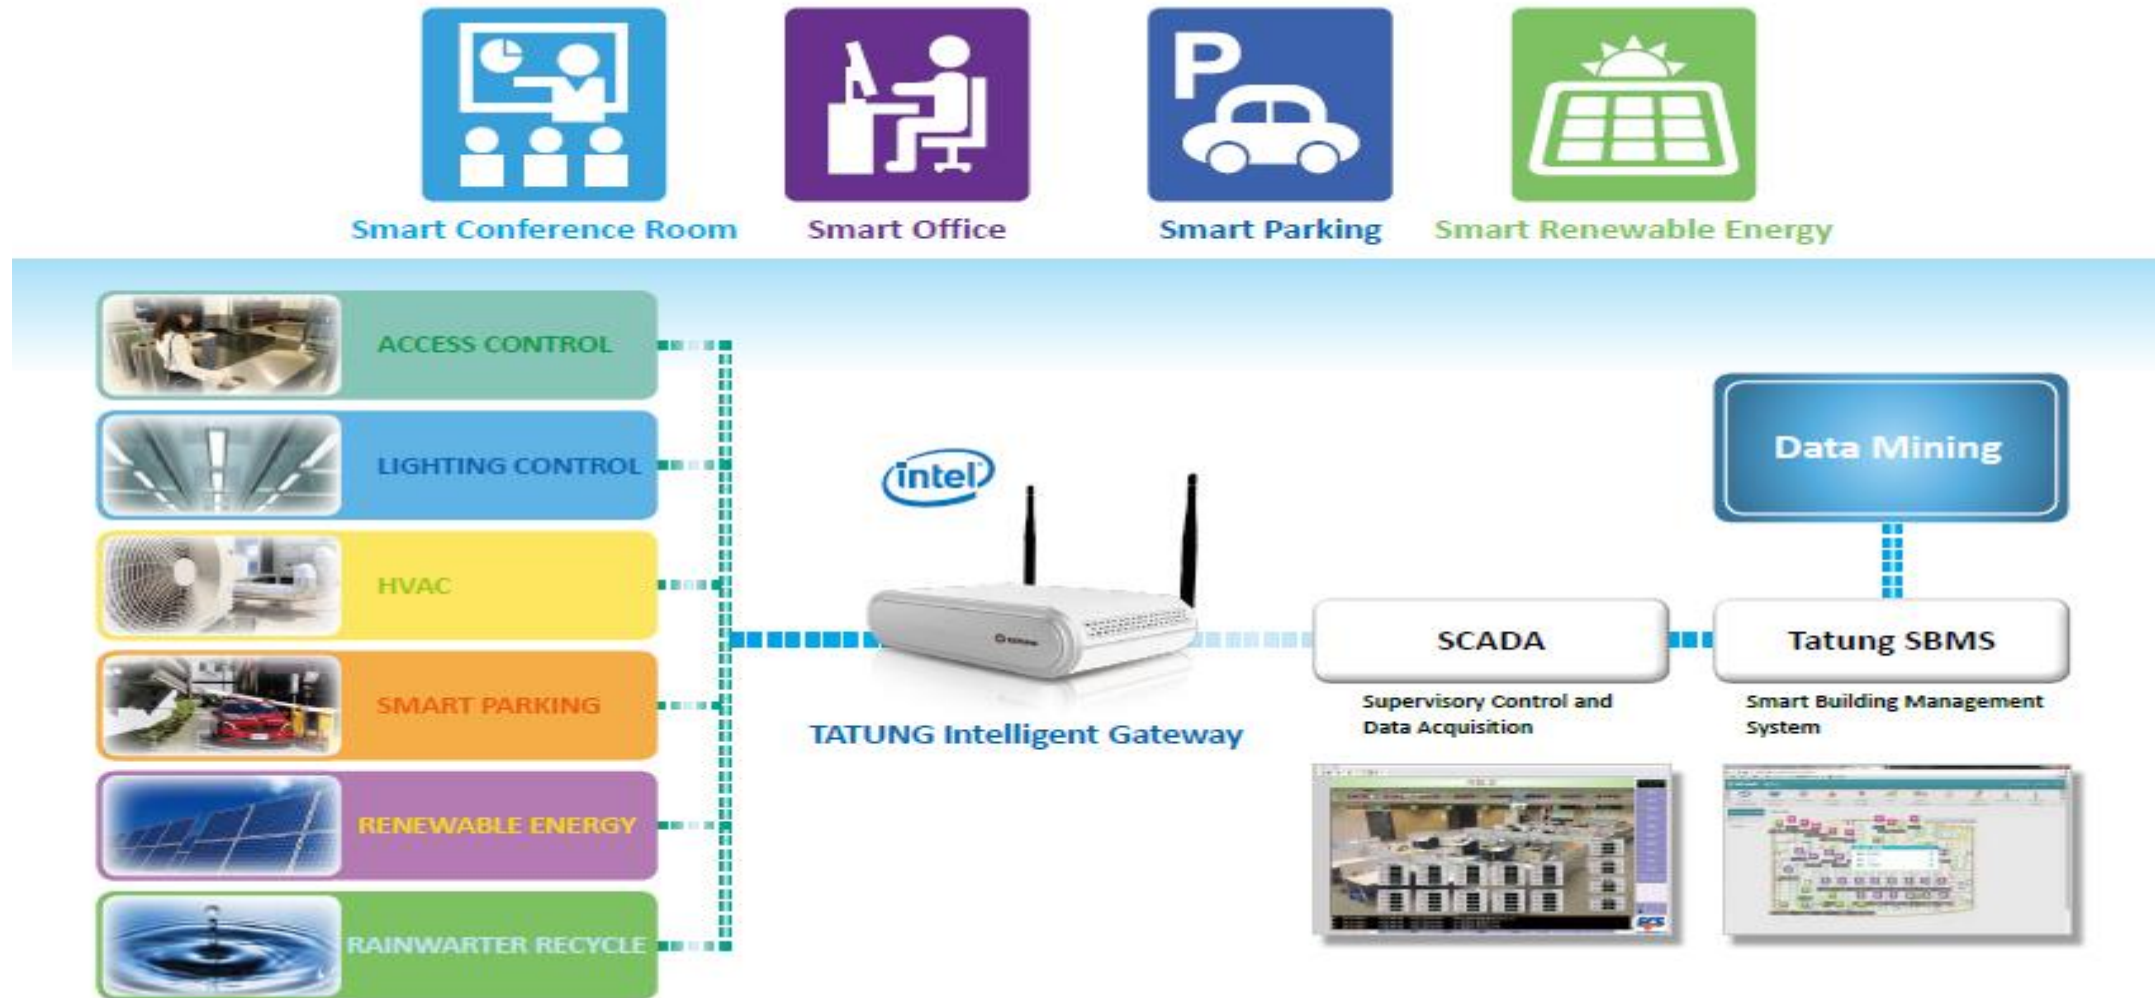 P
Smart Conference Room
Smart Office
Smart Parking
Smart Renewable Energy
ACCESS CONTROL
LIGHTING CONTROL
HVAC
SMART PARKING
RENEWABLE ENERGY
RAINWARTER RECYCLE
intel
TATUNG Intelligent Gateway
SCADA
Supervisory Control and
Data Acquisition
Data Mining
Tatung SBMS
Smart Building Management
System